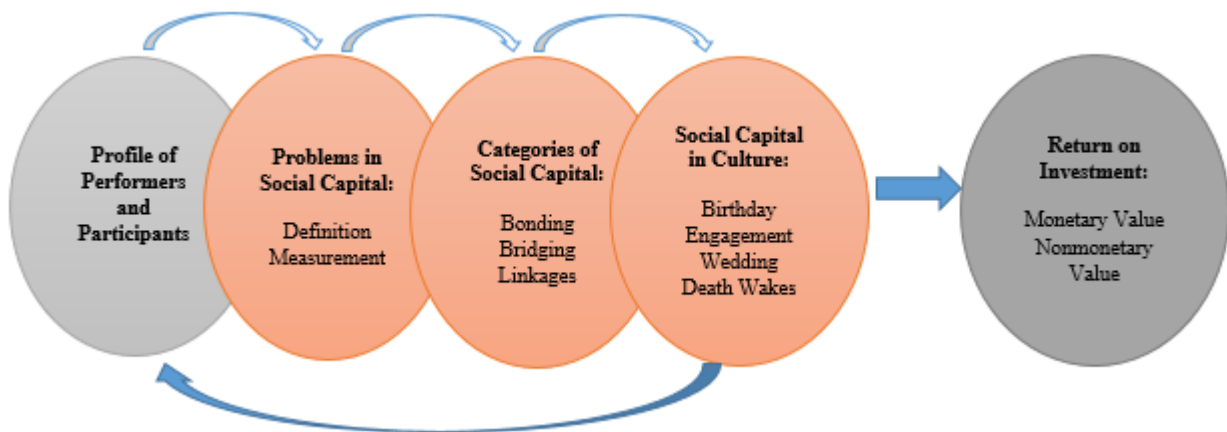 Profile of
Performers
and
Participants
Problems in
Social Capital:
Definition
Measurement
Categories of
Social Capital:
Bonding
Bridging
Linkages
Social Capital
in Culture:
Birthday
Engagement
Wedding
Death Wakes
Return on
Investment:
Monetary Value
Nonmonetary
Value